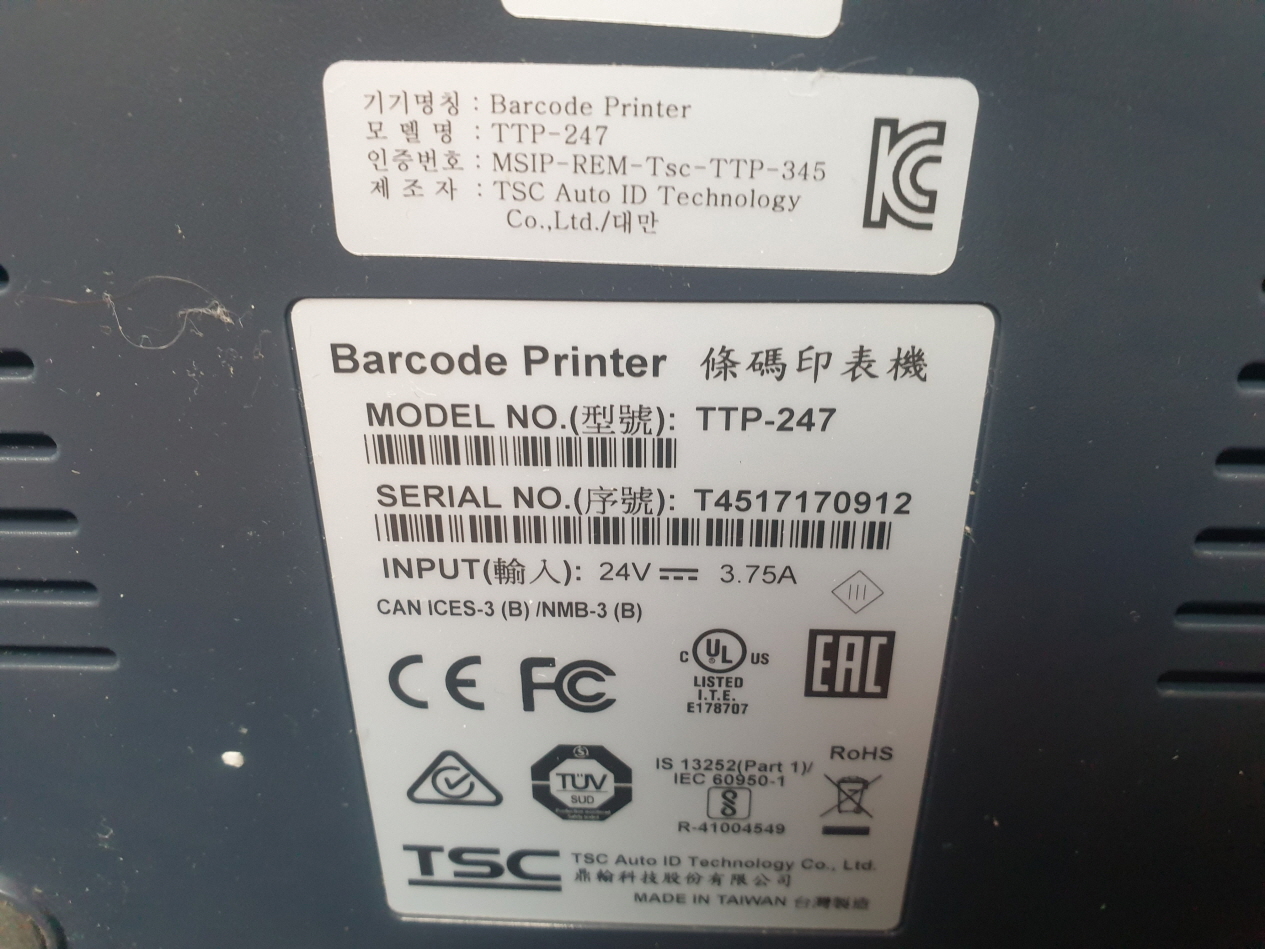 기기명칭 : Barcode Printer
모 델 명 : TTP-247
인증번호 : MSIP-REM-Tsc-TTP-345
제 조 자 : TSC Auto ID Technology
Co.,Ltd./대만
Barcode Printer 條碼印表機
MODEL NO.(型號): TTP-247
SERIAL NO.(序號): T4517170912
INPUT(輸入): 24V 3.75A
CAN ICES-3 (B) /NMB-3 (B)
CE FC C UL US
LISTED
I.T.E.
E178707
EAC
TÜV
SUD
IS 13252(Part 1)/
IEC 60950-1
R-41004549
RoHS
TSC TSC Auto ID Technology Co., Ltd.
鼎翰科技股份有限公司
MADE IN TAIWAN 台灣製造